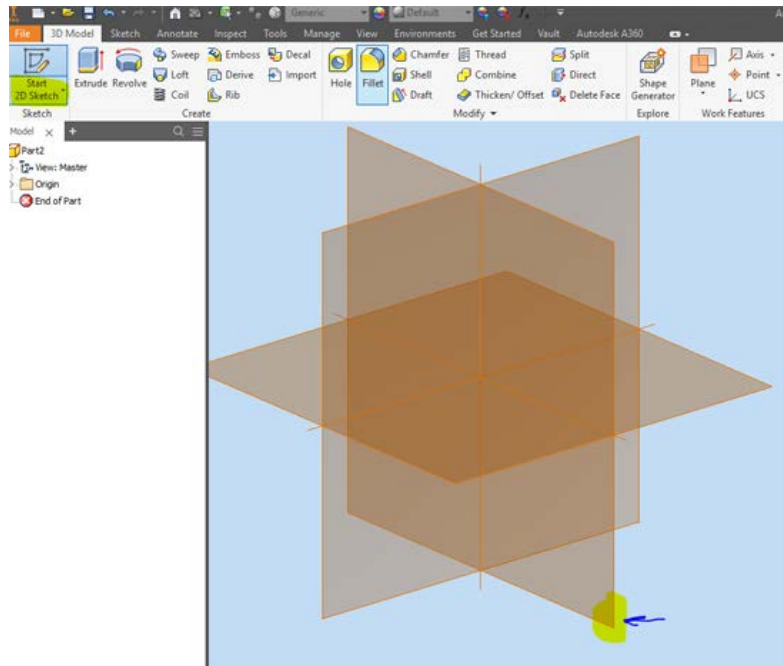 Generic Default
File 3D Model Sketch Annotate Inspect Tools Manage View Environments Get Started Vault Autodesk A360
Sweep Emboss Decal Chamfer Thread Split Axis
Start Extrude Revolve Loft Derive Import Hole Fillet Shell Combine Direct Shape Plane Point
2D Sketch Coil Rib Draft Thicken/ Offset Delete Face Generator UCS
Sketch Create Modify Explore Work Features
Model
Part2
View: Master
Origin
End of Part